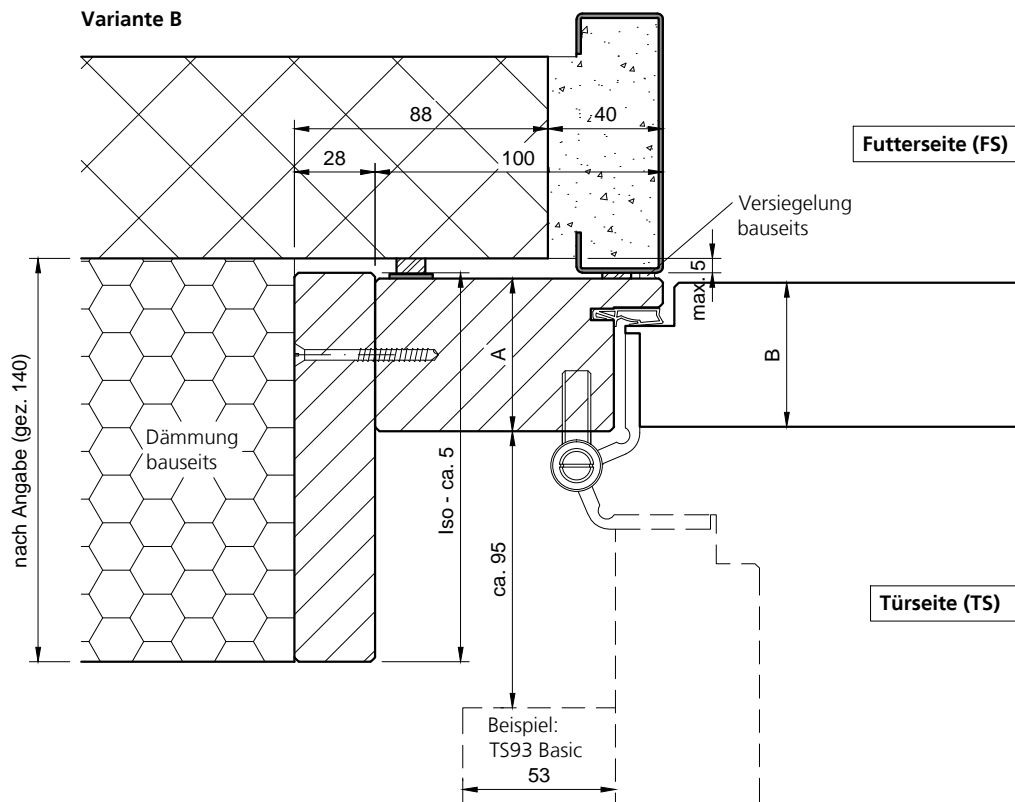 Variante B
88
40
28
100
Futterseite (FS)
Versiegelung
bauseits
max. 5
A
B
nach Angabe (gez. 140)
Dämmung
bauseits
Iso - ca. 5
ca. 95
Türseite (TS)
Beispiel:
TS93 Basic
53